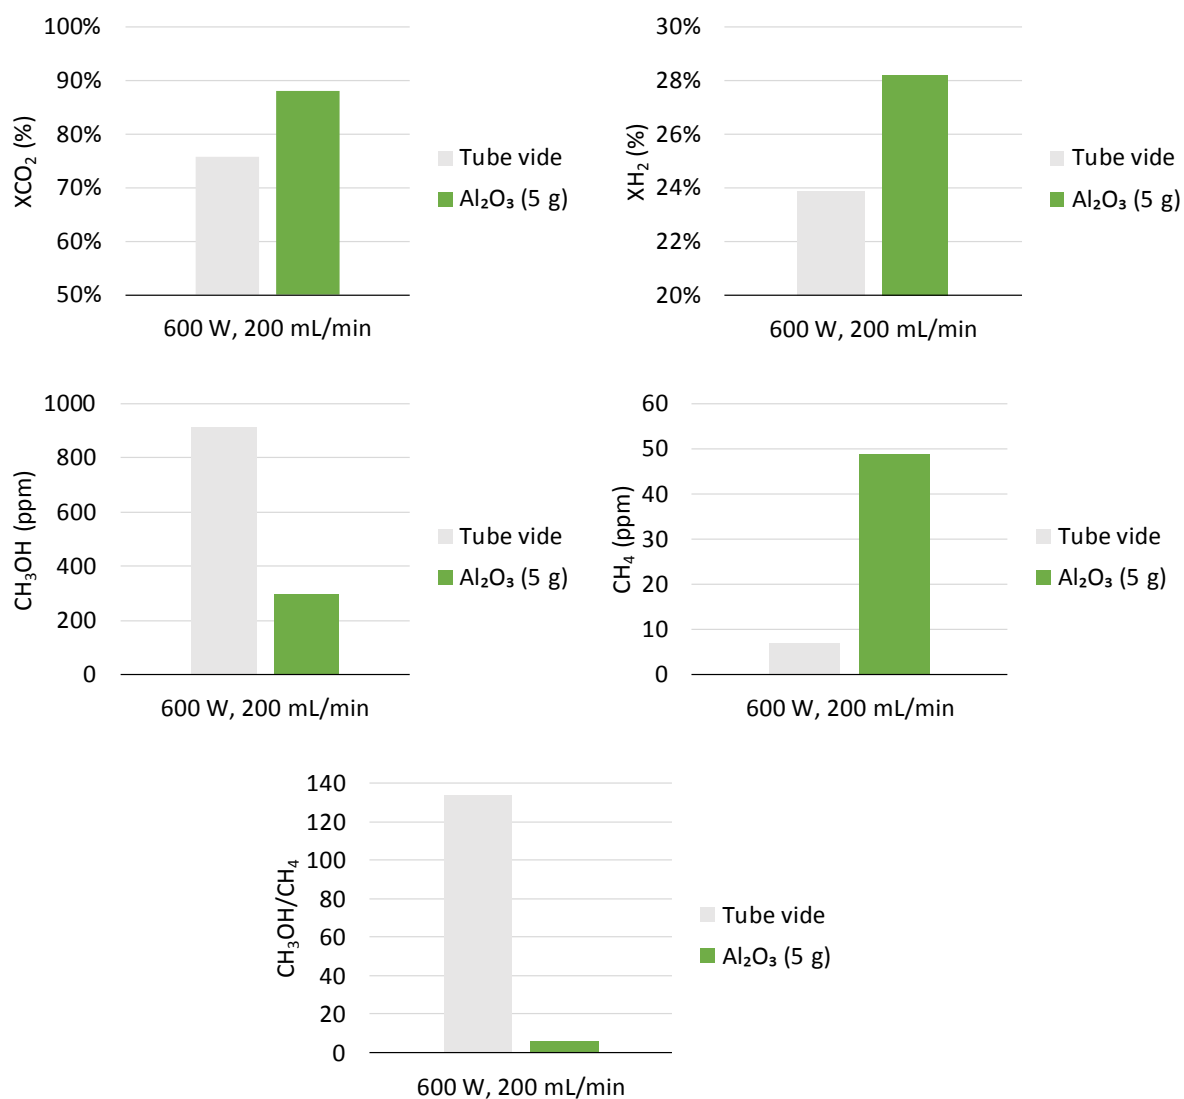 XCO₂ (%)
100%
90%
80%
70%
60%
50%
600 W, 200 mL/min
Tube vide
Al₂O₃ (5 g)
XH₂ (%)
30%
28%
26%
24%
22%
20%
600 W, 200 mL/min
Tube vide
Al₂O₃ (5 g)
CH₃OH (ppm)
1000
800
600
400
200
0
600 W, 200 mL/min
Tube vide
Al₂O₃ (5 g)
CH₄ (ppm)
60
50
40
30
20
10
0
600 W, 200 mL/min
Tube vide
Al₂O₃ (5 g)
CH₃OH/CH₄
140
120
100
80
60
40
20
0
600 W, 200 mL/min
Tube vide
Al₂O₃ (5 g)